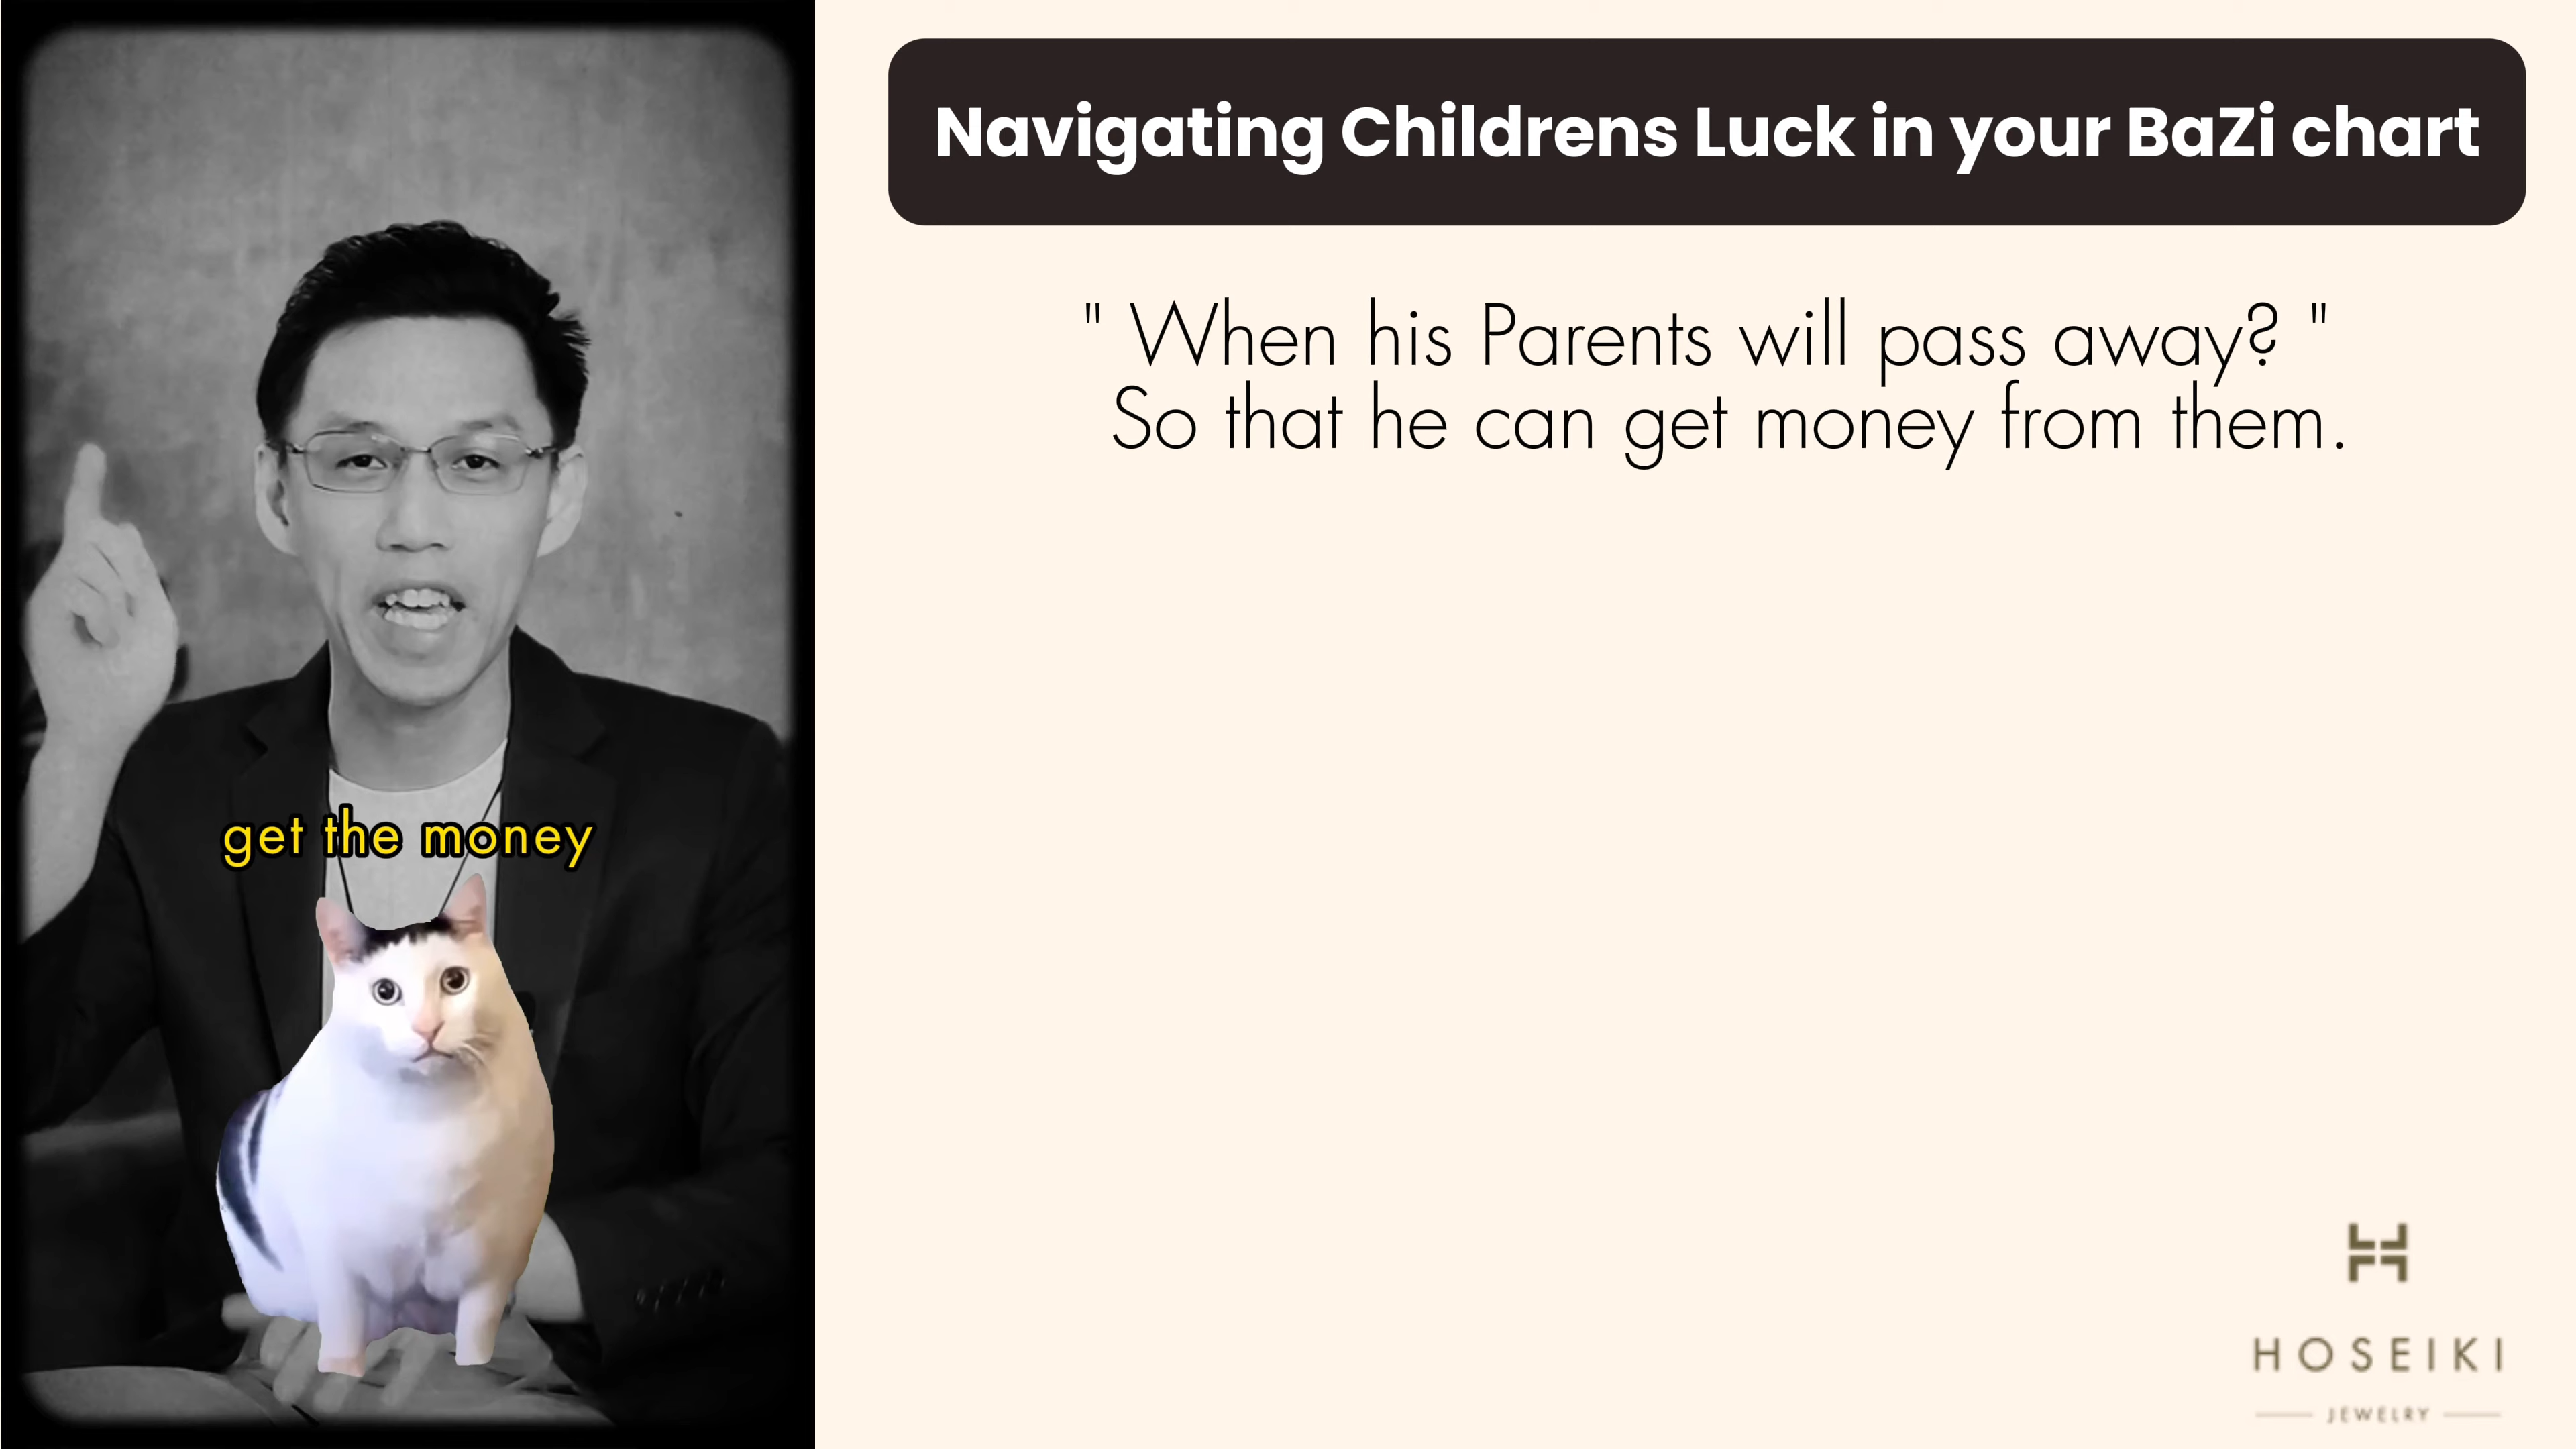 Navigating Childrens Luck in your BaZi chart
" When his Parents will pass away? "
So that he can get money from them.
get the money
HOSEIKI
JEWELRY